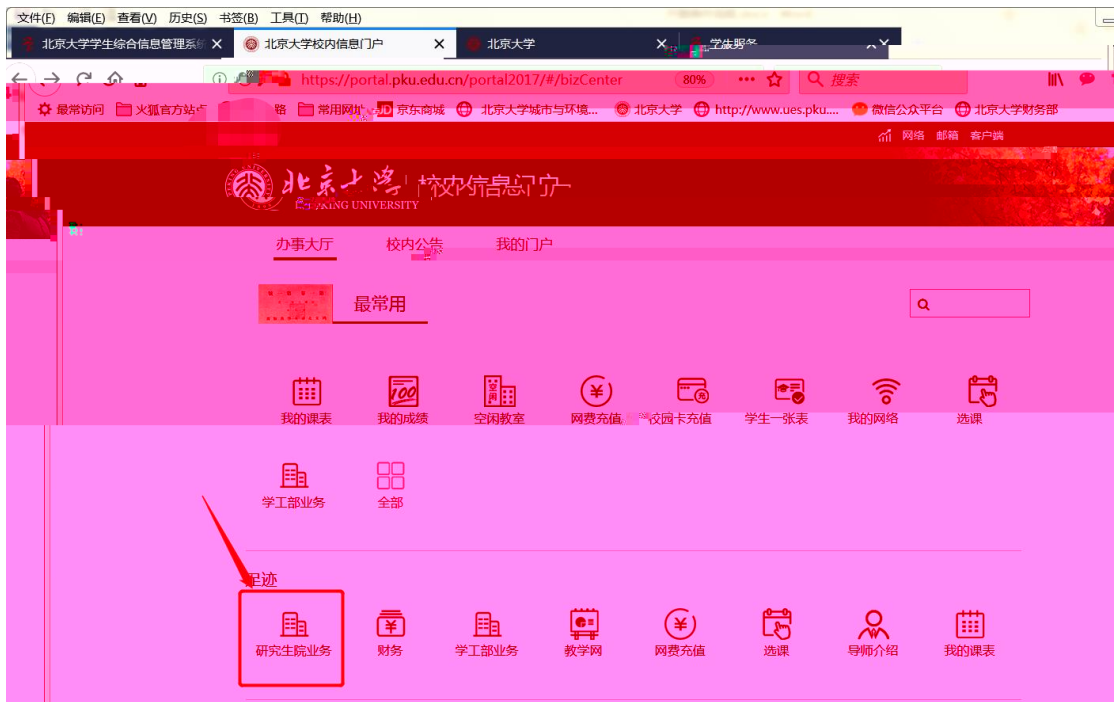 文件(F) 编辑(E) 查看(V) 历史(S) 书签(B) 工具(T) 帮助(H)
北京大学学生综合信息管理系统 北京大学校内信息门户 北京大学 学生服务
https://portal.pku.edu.cn/portal2017/#/bizCenter 80% 搜索
最常访问 火狐官方站点 路 常用网址 京东商城 北京大学城市与环境... 北京大学 http://www.ues.pku.... 微信公众平台 北京大学财务部
网络 邮箱 客户端
北京大学 校内信息门户
PEKING UNIVERSITY
办事大厅 校内公告 我的门户
最常用
我的课表 我的成绩 空闲教室 网费充值 校园卡充值 学生一张表 我的网络 选课
学工部业务 全部
足迹
研究生院业务 财务 学工部业务 教学网 网费充值 选课 导师介绍 我的课表